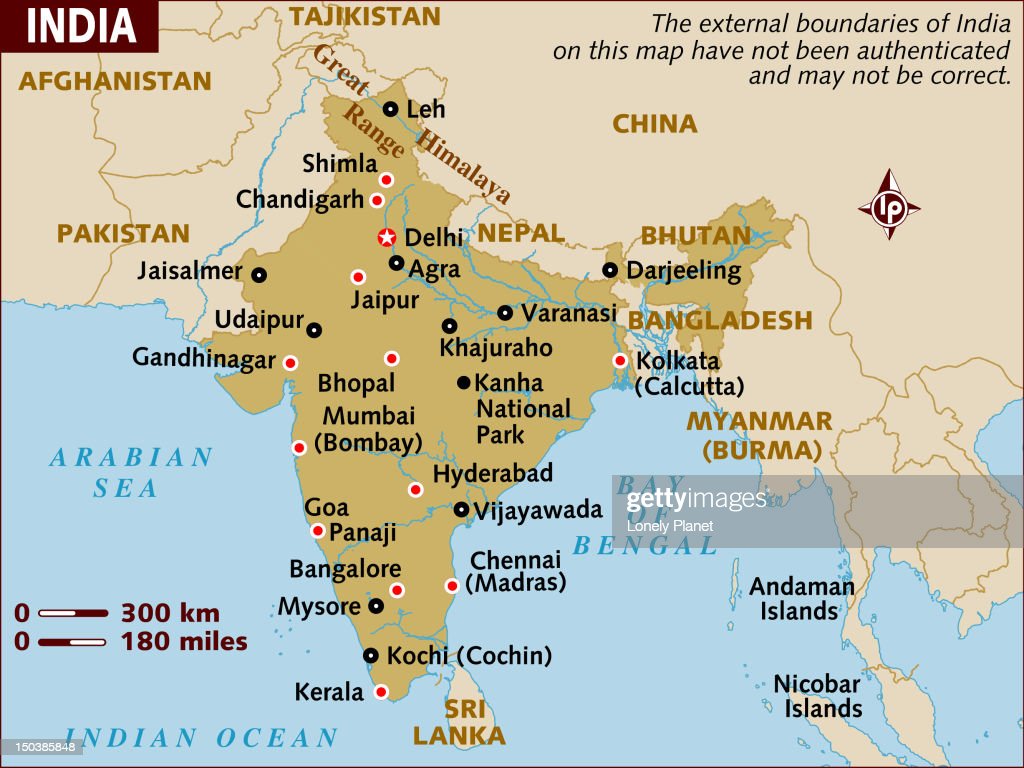 INDIA
TAJIKISTAN
The external boundaries of India
on this map have not been authenticated
and may not be correct.
AFGHANISTAN
Great
Leh
Range
Himalaya
CHINA
Shimla
Chandigarh
lp
PAKISTAN
Delhi
NEPAL
BHUTAN
Jaisalmer
Agra
Darjeeling
Jaipur
Udaipur
Varanasi
BANGLADESH
Khajuraho
Gandhinagar
Kolkata
(Calcutta)
Bhopal
Kanha
National
Park
Mumbai
(Bombay)
MYANMAR
(BURMA)
ARABIAN
SEA
Hyderabad
BAY
OF
BENGAL
gettyimages
Lonely Planet
Goa
Panaji
Vijayawada
Bangalore
Chennai
(Madras)
Mysore
Andaman
Islands
0 300 km
0 180 miles
Kochi (Cochin)
Kerala
Nicobar
Islands
SRI
LANKA
INDIAN OCEAN
150385848